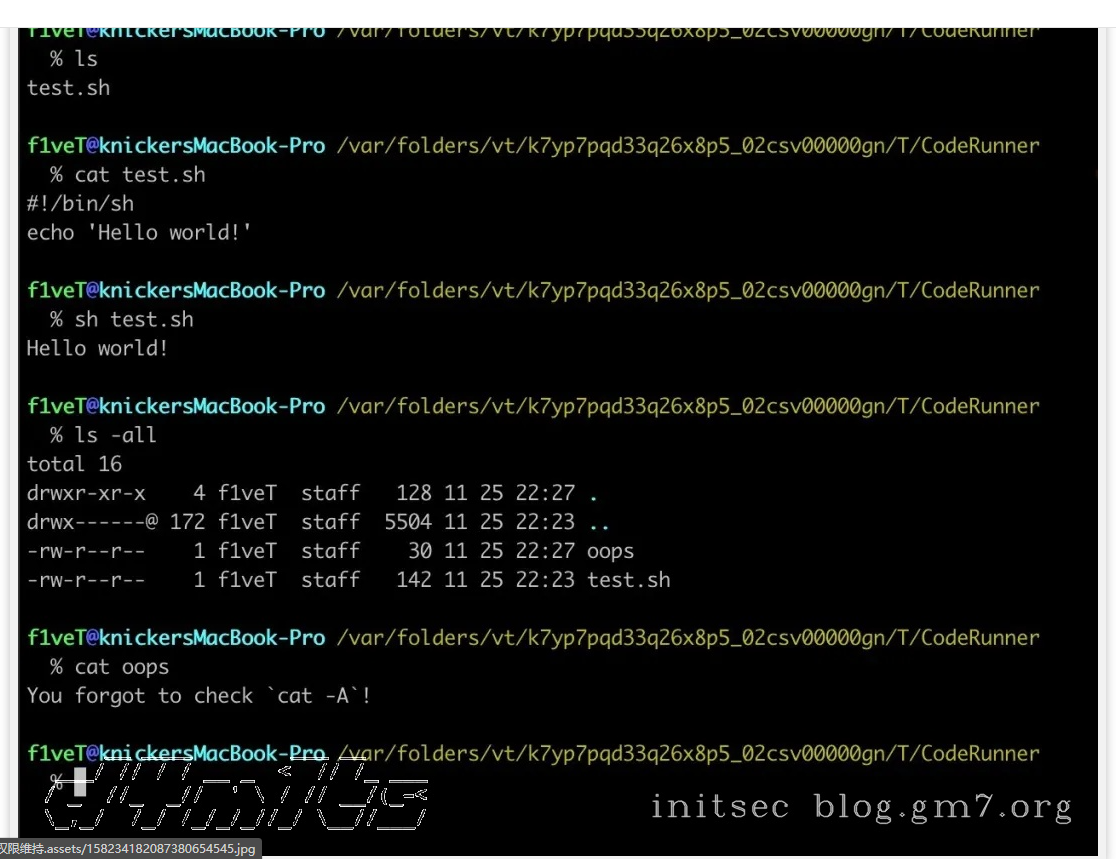 f1veT@knickersMacBook-Pro /var/folders/vt/k7yp7pqd33q26x8p5_02csv00000gn/T/CodeRunner
% ls
test.sh
f1veT@knickersMacBook-Pro /var/folders/vt/k7yp7pqd33q26x8p5_02csv00000gn/T/CodeRunner
% cat test.sh
#!/bin/sh
echo 'Hello world!'
f1veT@knickersMacBook-Pro /var/folders/vt/k7yp7pqd33q26x8p5_02csv00000gn/T/CodeRunner
% sh test.sh
Hello world!
f1veT@knickersMacBook-Pro /var/folders/vt/k7yp7pqd33q26x8p5_02csv00000gn/T/CodeRunner
% ls -all
total 16
drwxr-xr-x 4 f1veT staff 128 11 25 22:27 .
drwx------@ 172 f1veT staff 5504 11 25 22:23 ..
-rw-r--r-- 1 f1veT staff 30 11 25 22:27 oops
-rw-r--r-- 1 f1veT staff 142 11 25 22:23 test.sh
f1veT@knickersMacBook-Pro /var/folders/vt/k7yp7pqd33q26x8p5_02csv00000gn/T/CodeRunner
% cat oops
You forgot to check `cat -A`!
f1veT@knickersMacBook-Pro /var/folders/vt/k7yp7pqd33q26x8p5_02csv00000gn/T/CodeRunner
%
initsec blog.gm7.org
权限维持.assets/158234182087380654545.jpg